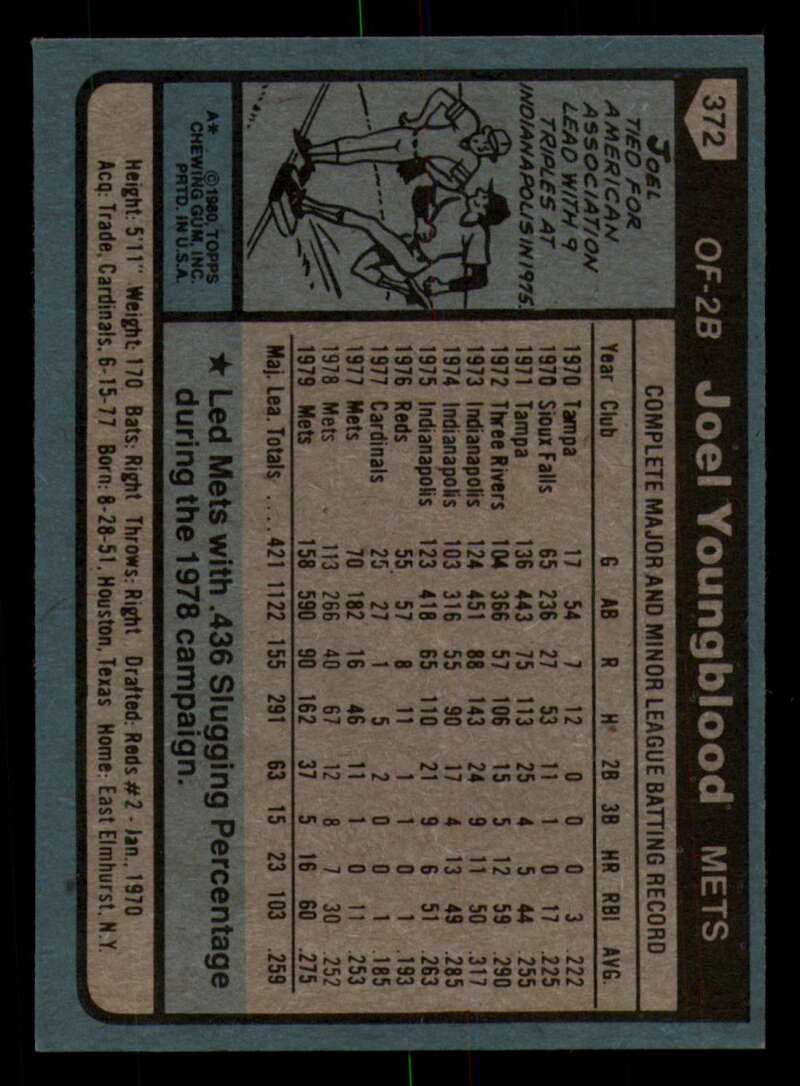 372
OF-2B Joel Youngblood METS
JOEL
TIED FOR
AMERICAN
ASSOCIATION
LEAD WITH 9
TRIPLES AT
INDIANAPOLIS IN 1975.
A* © 1980 TOPPS
CHEWING GUM, INC.
PRTD. IN U.S.A.
COMPLETE MAJOR AND MINOR LEAGUE BATTING RECORD
Year Club G AB R H 2B 3B HR RBI AVG.
1970 Tampa 17 54 7 12 0 0 0 3 .222
1970 Sioux Falls 65 236 27 53 11 1 0 17 .225
1971 Tampa 136 443 75 113 25 4 5 44 .255
1972 Three Rivers 104 366 57 106 15 5 12 59 .290
1973 Indianapolis 124 451 88 143 24 9 11 50 .317
1974 Indianapolis 103 316 55 90 17 4 13 49 .285
1975 Indianapolis 123 418 65 110 21 9 6 51 .263
1976 Reds 55 57 8 11 1 1 0 1 .193
1977 Cardinals 25 27 1 5 2 0 0 1 .185
1977 Mets 70 182 16 46 11 1 0 11 .253
1978 Mets 113 266 40 67 12 8 7 30 .252
1979 Mets 158 590 90 162 37 5 16 60 .275
Maj. Lea. Totals .... 421 1122 155 291 63 15 23 103 .259
★ Led Mets with .436 Slugging Percentage
during the 1978 campaign.
Height: 5'11" Weight: 170 Bats: Right Throws: Right Drafted: Reds #2 - Jan., 1970
Acq: Trade, Cardinals, 6-15-77 Born: 8-28-51, Houston, Texas Home: East Elmhurst, N.Y.